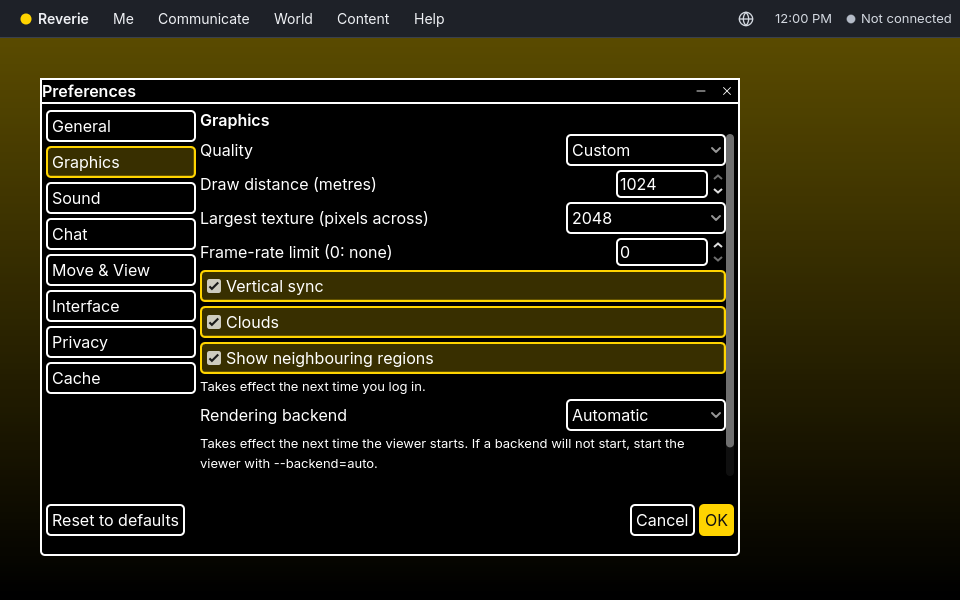 Reverie Me Communicate World Content Help 12:00 PM Not connected
Preferences
General
Graphics
Sound
Chat
Move & View
Interface
Privacy
Cache
Graphics
Quality Custom
Draw distance (metres) 1024
Largest texture (pixels across) 2048
Frame-rate limit (0: none) 0
Vertical sync
Clouds
Show neighbouring regions
Takes effect the next time you log in.
Rendering backend Automatic
Takes effect the next time the viewer starts. If a backend will not start, start the
viewer with --backend=auto.
Reset to defaults Cancel OK